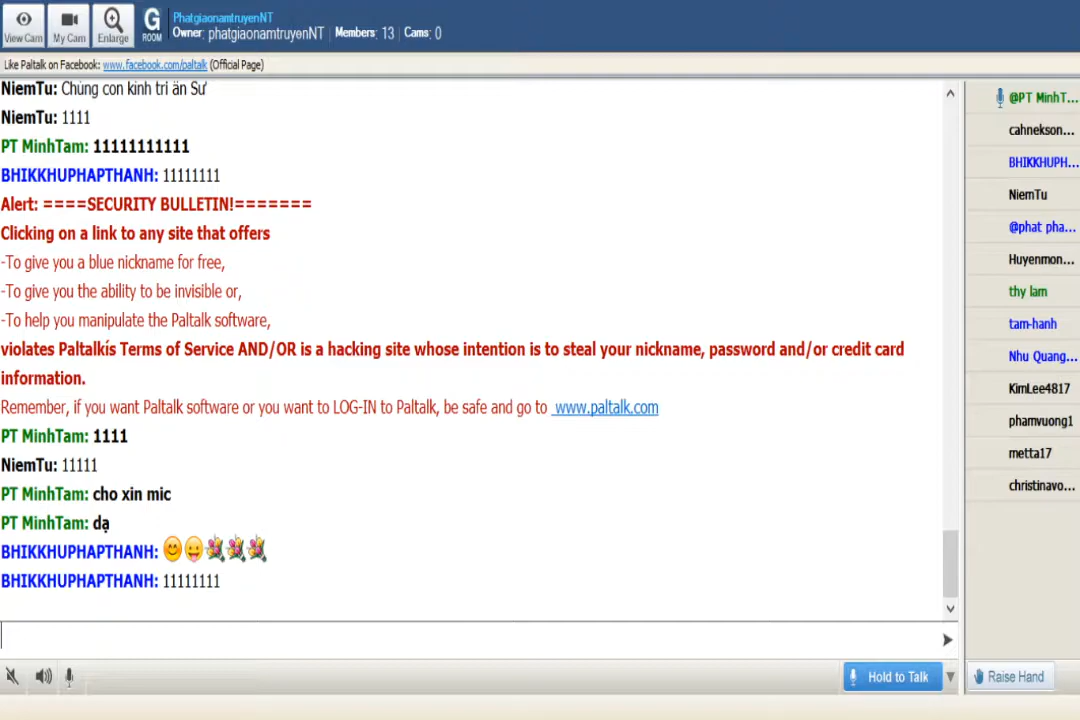 PhatgiaonamtruyenNT
Owner: phatgiaonamtruyenNT | Members: 13 | Cams: 0
View Cam
My Cam
Enlarge
G
ROOM
Like Paltalk on Facebook: www.facebook.com/paltalk (Official Page)
NiemTu: Chúng con kính tri ân Sư
NiemTu: 1111
PT MinhTam: 11111111111
BHIKKHUPHAPTHANH: 11111111
Alert: ====SECURITY BULLETIN!=======
Clicking on a link to any site that offers
-To give you a blue nickname for free,
-To give you the ability to be invisible or,
-To help you manipulate the Paltalk software,
violates Paltalkís Terms of Service AND/OR is a hacking site whose intention is to steal your nickname, password and/or credit card
information.
Remember, if you want Paltalk software or you want to LOG-IN to Paltalk, be safe and go to www.paltalk.com
PT MinhTam: 1111
NiemTu: 11111
PT MinhTam: cho xin mic
PT MinhTam: dạ
BHIKKHUPHAPTHANH:
BHIKKHUPHAPTHANH: 11111111
@PT MinhT...
cahnekson...
BHIKKHUPH...
NiemTu
@phat pha...
Huyenmon...
thy lam
tam-hanh
Nhu Quang...
KimLee4817
phamvuong1
metta17
christinavo...
Hold to Talk
Raise Hand